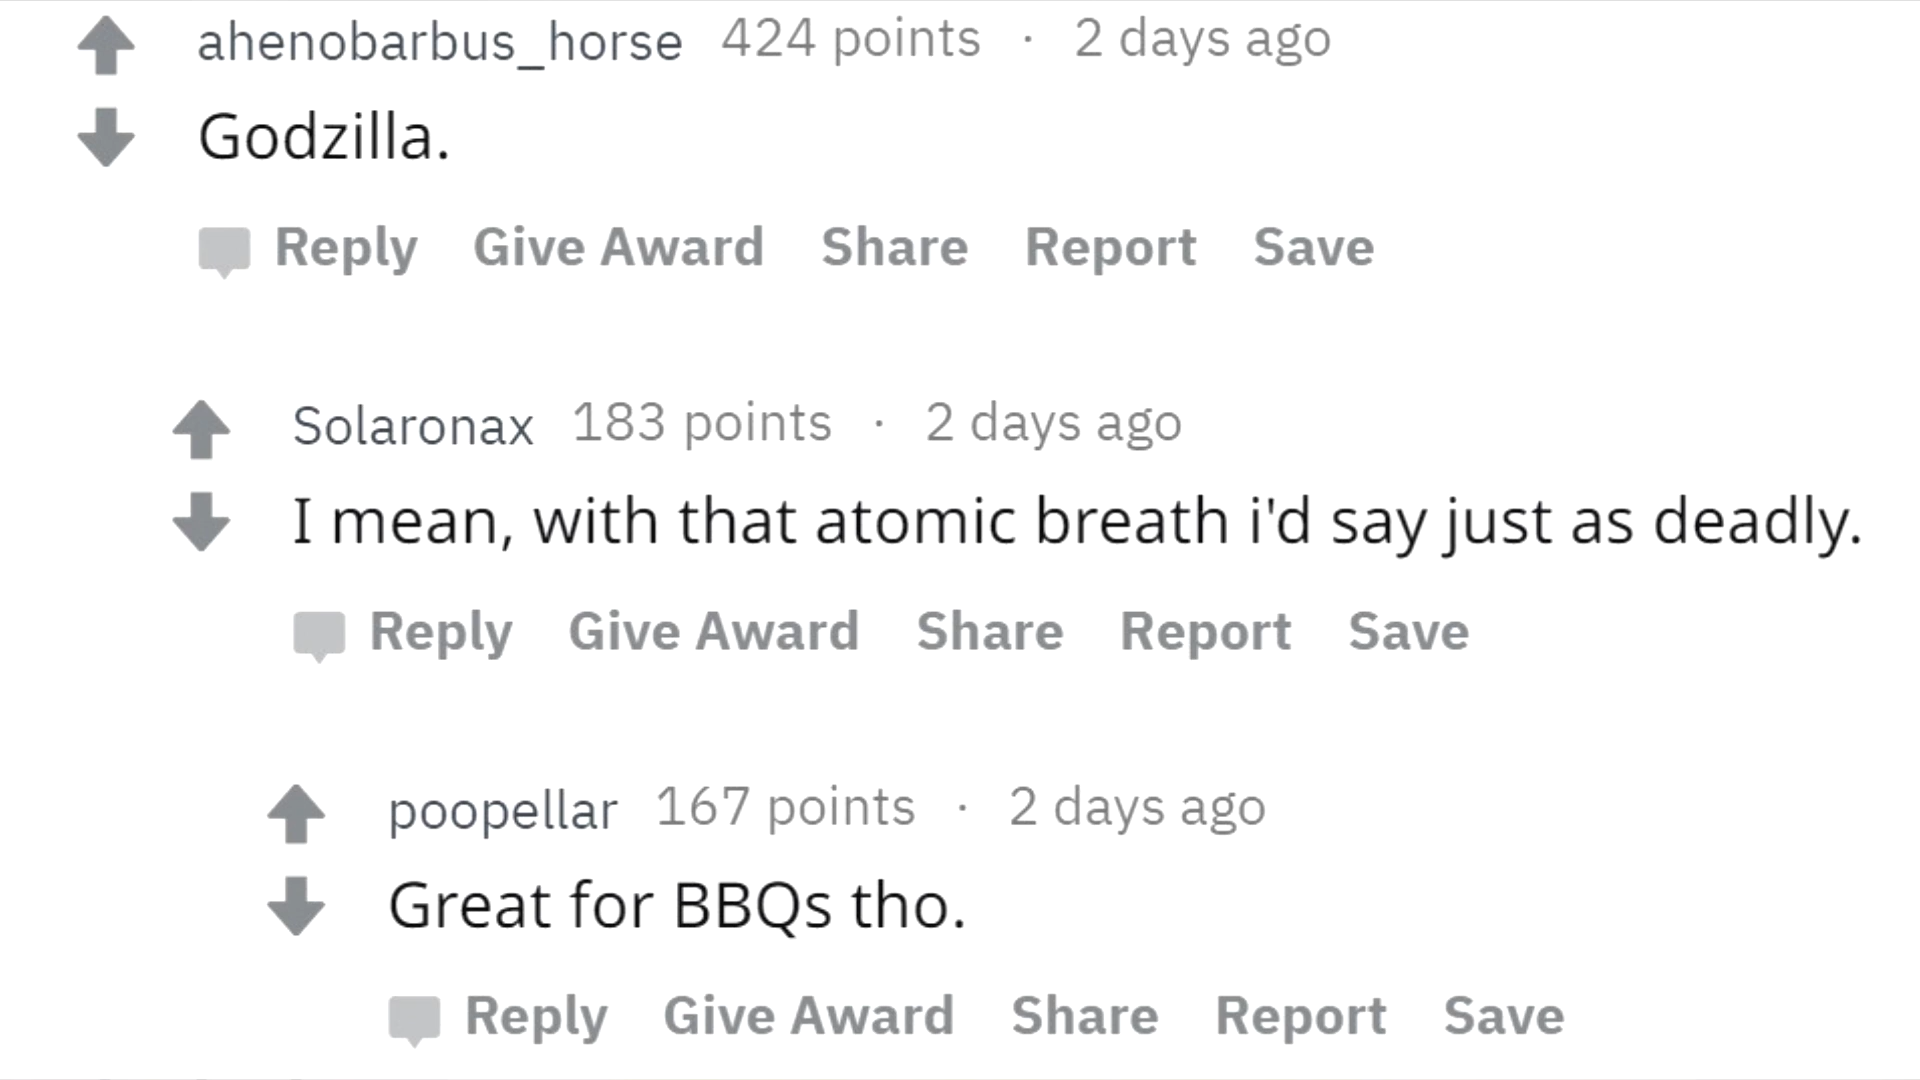 ahenobarbus_horse 424 points · 2 days ago
Godzilla.
Reply Give Award Share Report Save
Solaronax 183 points · 2 days ago
I mean, with that atomic breath i'd say just as deadly.
Reply Give Award Share Report Save
poopellar 167 points · 2 days ago
Great for BBQs tho.
Reply Give Award Share Report Save